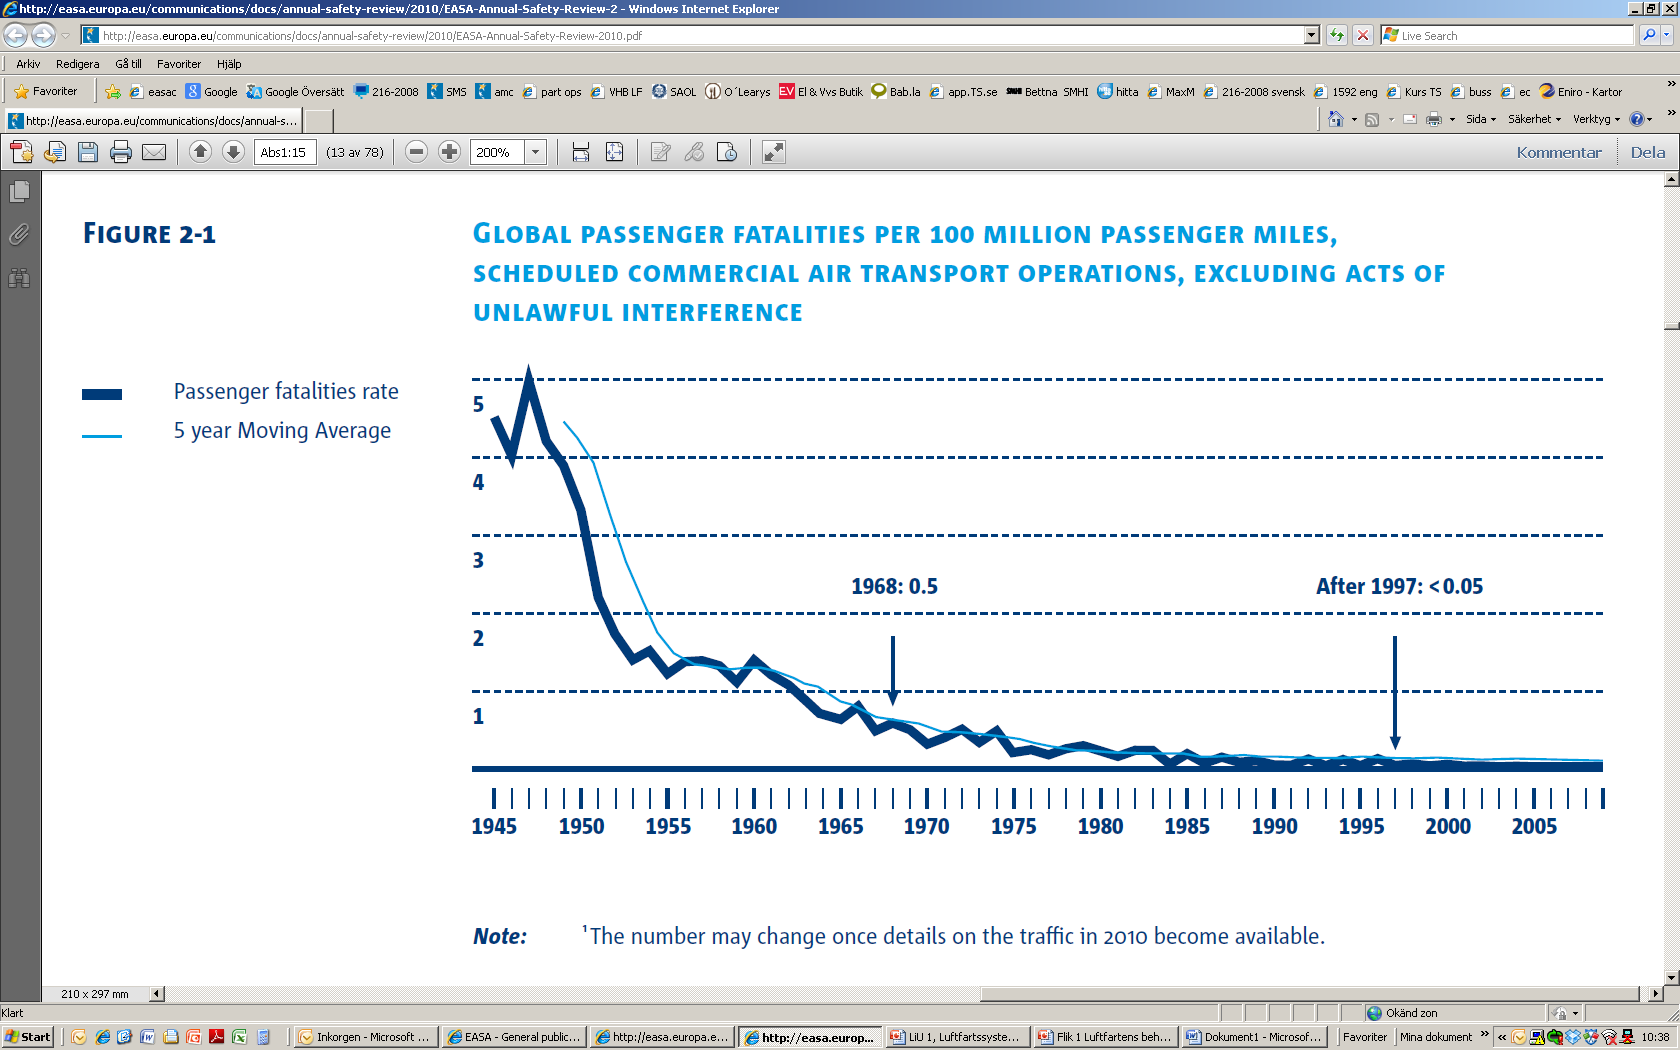 http://easa.europa.eu/communications/docs/annual-safety-review/2010/EASA-Annual-Safety-Review-2 - Windows Internet Explorer
http://easa.europa.eu/communications/docs/annual-safety-review/2010/EASA-Annual-Safety-Review-2010.pdf
Live Search
Arkiv Redigera Gå till Favoriter Hjälp
Favoriter easac Google Google Översätt 216-2008 SMS amc part ops VHB LF SAOL O´Learys El & Vvs Butik Bab.la app.TS.se Bettna SMHI hitta MaxM 216-2008 svensk 1592 eng Kurs TS buss ec Eniro - Kartor
http://easa.europa.eu/communications/docs/annual-s...
Sida Säkerhet Verktyg
Abs1:15 (13 av 78) 200% Kommentar Dela
FIGURE 2-1
GLOBAL PASSENGER FATALITIES PER 100 MILLION PASSENGER MILES,
SCHEDULED COMMERCIAL AIR TRANSPORT OPERATIONS, EXCLUDING ACTS OF
UNLAWFUL INTERFERENCE
Passenger fatalities rate
5 year Moving Average
5
4
3
2
1
1968: 0.5
After 1997: <0.05
1945 1950 1955 1960 1965 1970 1975 1980 1985 1990 1995 2000 2005
Note: 1The number may change once details on the traffic in 2010 become available.
210 x 297 mm
Klart
Okänd zon
Start Inkorgen - Microsoft ... EASA - General public... http://easa.europa.e... http://easa.europ... LiU 1, Luftfartssyste... Flik 1 Luftfartens beh... Dokument1 - Microsof... Favoriter Mina dokument 10:38